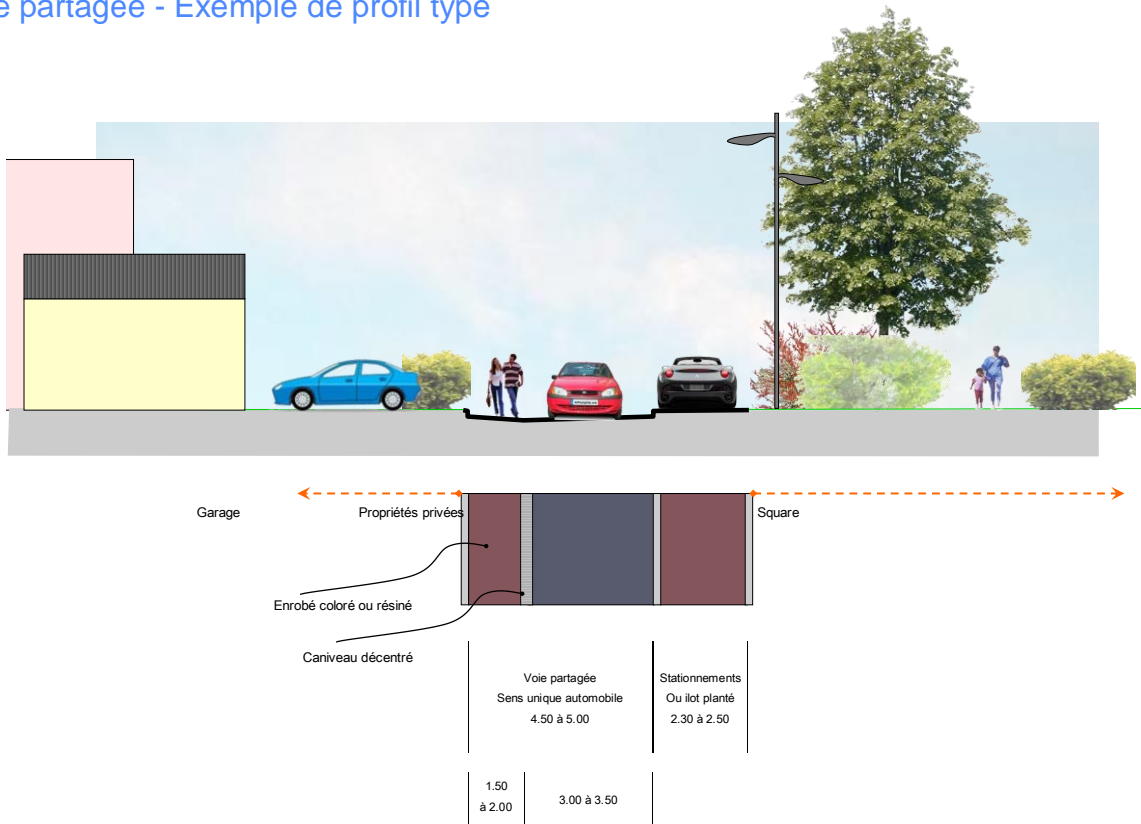 e partagée - Exemple de profil type
Garage
Propriétés privées
Square
Enrobé coloré ou résiné
Caniveau décentré
Voie partagée
Sens unique automobile
4.50 à 5.00
Stationnements
Ou ilot planté
2.30 à 2.50
1.50
à 2.00
3.00 à 3.50